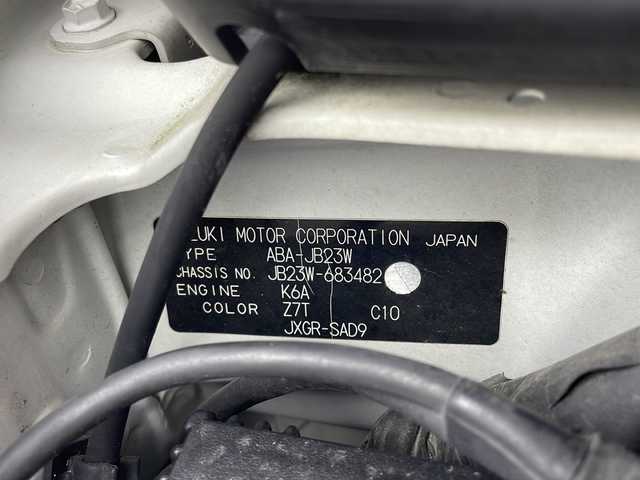 UKI MOTOR CORPORATION JAPAN
YPE ABA-JB23W
CHASSIS NO. JB23W-683482
ENGINE K6A
COLOR Z7T C10
JXGR-SAD9